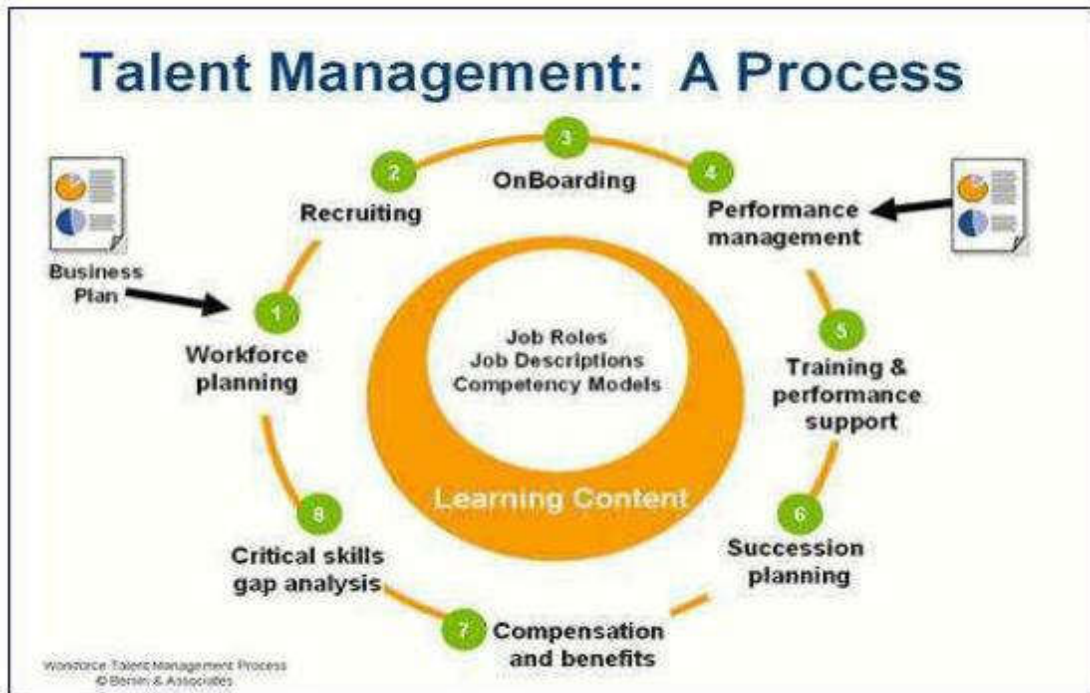 Talent Management: A Process
3
2
4
OnBoarding
Recruiting
Performance
management
Business
Plan
1
Workforce
planning
Job Roles
Job Descriptions
Competency Models
5
Training &
performance
support
Learning Content
8
6
Critical skills
gap analysis
Succession
planning
7
Compensation
and benefits
Workforce Talent Management Process
© Bersin & Associates